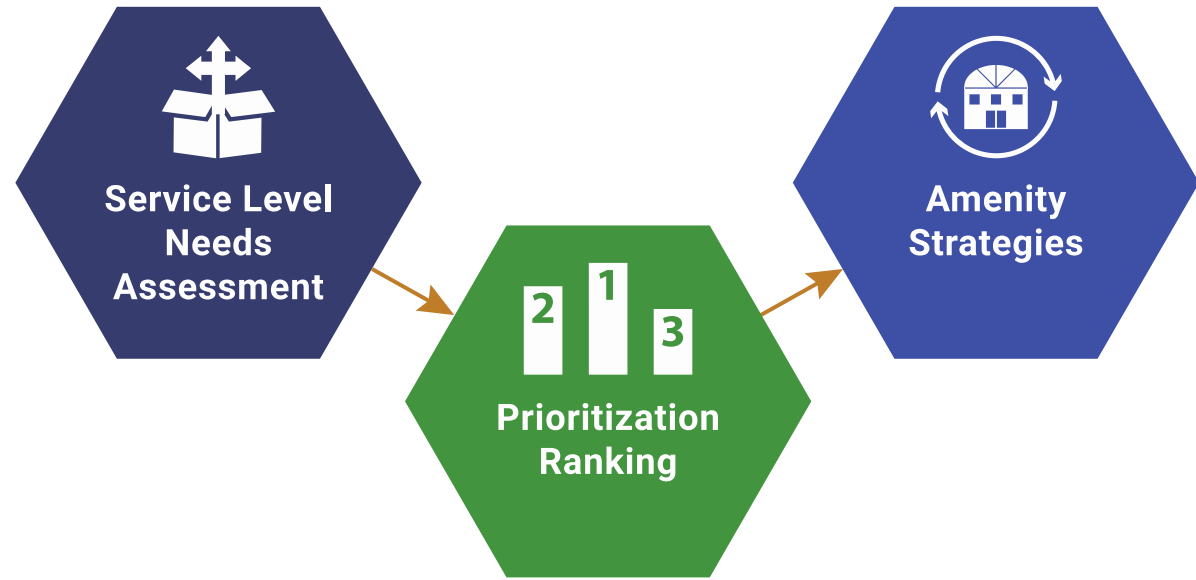 Service Level
Needs
Assessment
2
1
3
Prioritization
Ranking
Amenity
Strategies